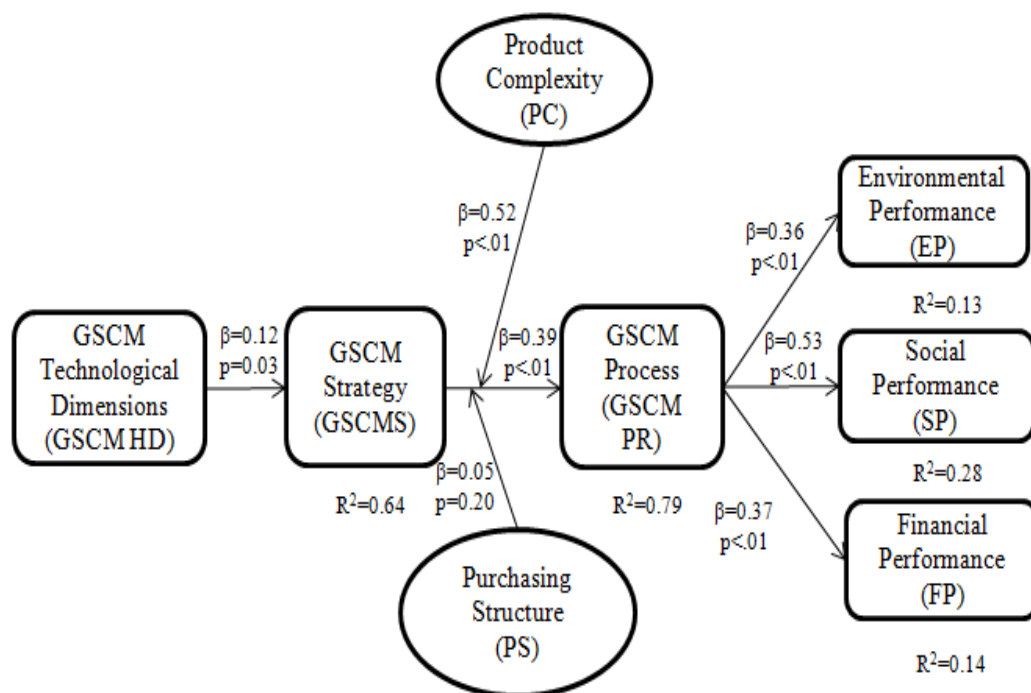 Product
Complexity
(PC)
β=0.52
p<.01
GSCM
Technological
Dimensions
(GSCM HD)
β=0.12
p=0.03
GSCM
Strategy
(GSCMS)
R²=0.64
β=0.39
p<.01
β=0.05
p=0.20
Purchasing
Structure
(PS)
GSCM
Process
(GSCM
PR)
R²=0.79
β=0.36
p<.01
β=0.53
p<.01
β=0.37
p<.01
Environmental
Performance
(EP)
R²=0.13
Social
Performance
(SP)
R²=0.28
Financial
Performance
(FP)
R²=0.14